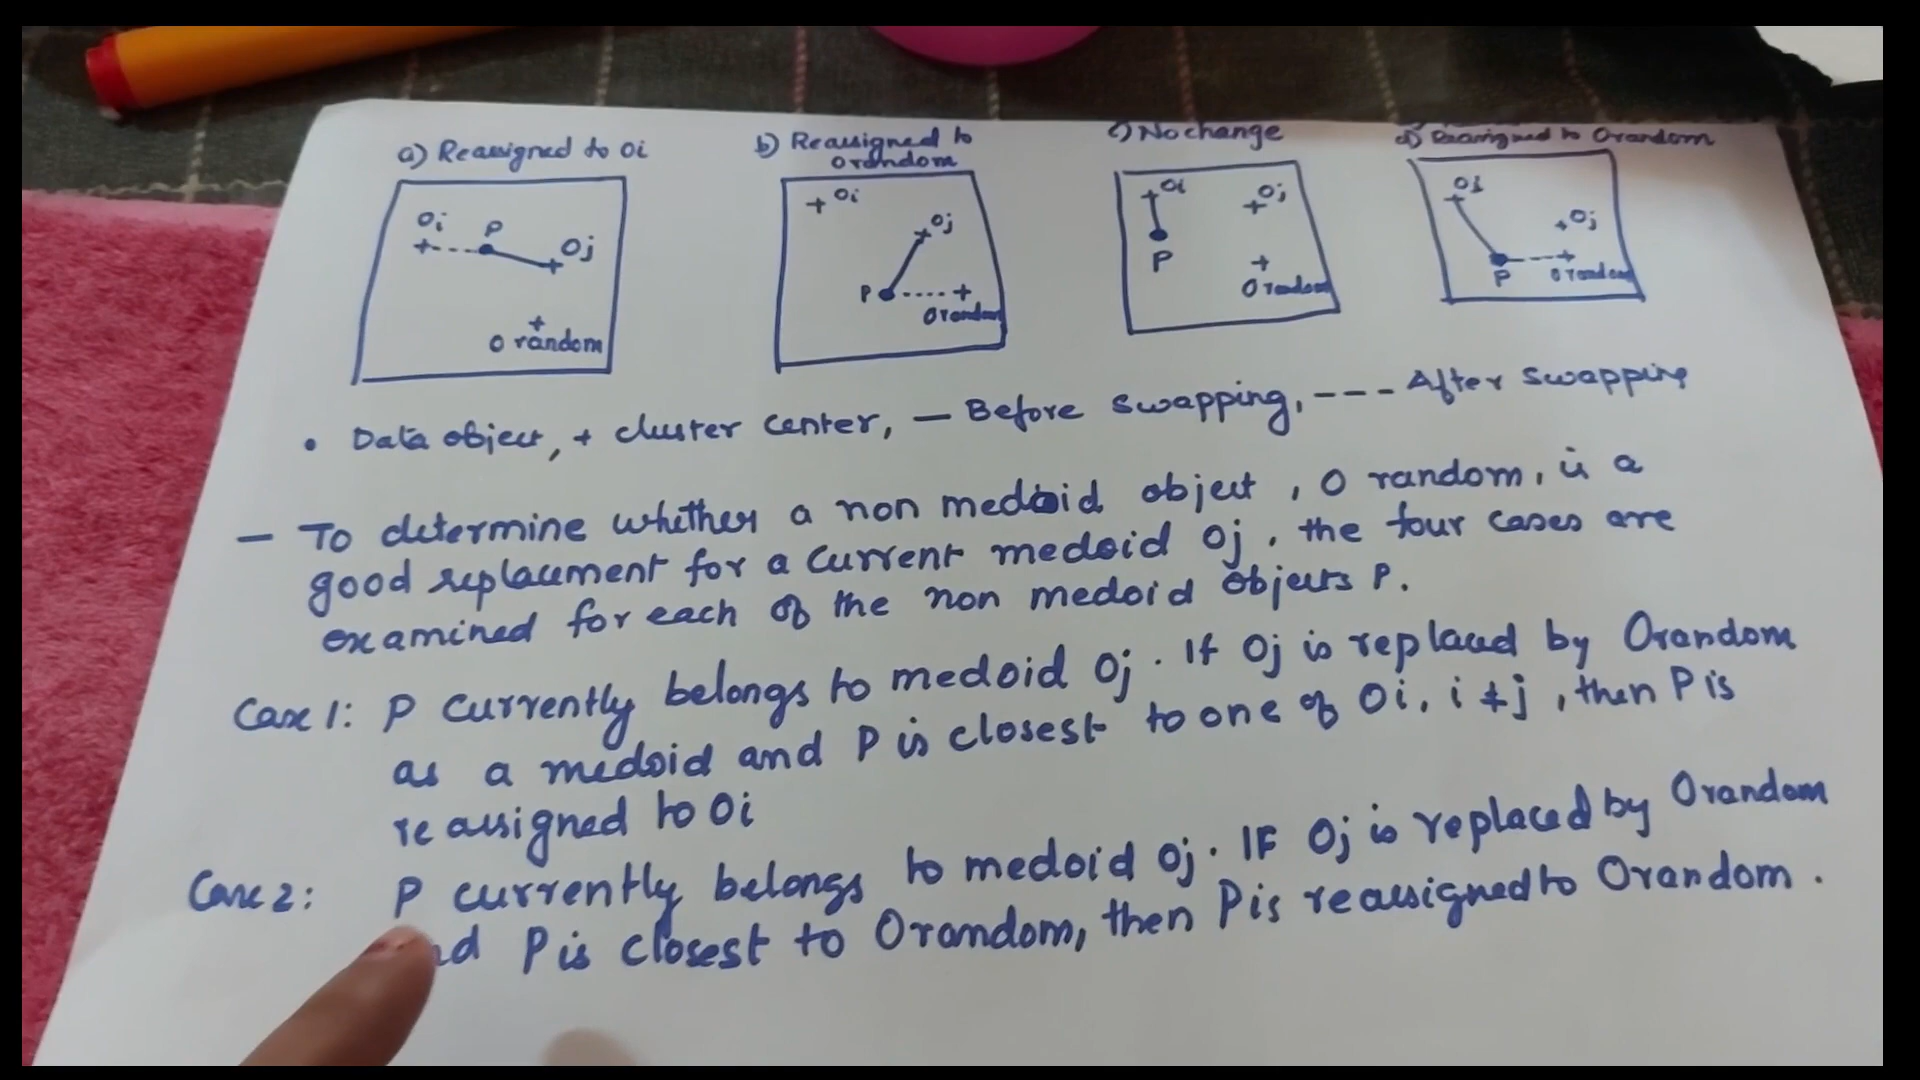 a) Reassigned to Oi
b) Reassigned to
Orandom
c) No change
d) Reassigned to Orandom
Oi
P
Oj
O random
Oi
Oj
P
Orandom
Oi
Oj
P
O random
Oi
Oj
P
O random
• Data object, + cluster center, — Before swapping, --- After swapping
— To determine whether a non medoid object, O random, is a
good replacement for a current medoid Oj, the four cases are
examined for each of the non medoid objects P.
Case 1: P currently belongs to medoid Oj. If Oj is replaced by Orandom
as a medoid and P is closest to one of Oi, i ≠ j, then P is
reassigned to Oi
Case 2: P currently belongs to medoid Oj. IF Oj is replaced by Orandom
P is closest to Orandom, then P is reassigned to Orandom.